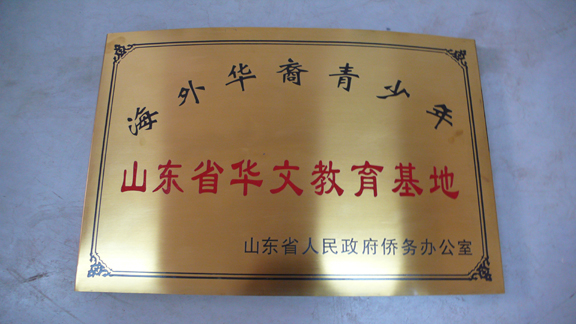 海外华裔青少年
山东省华文教育基地
山东省人民政府侨务办公室